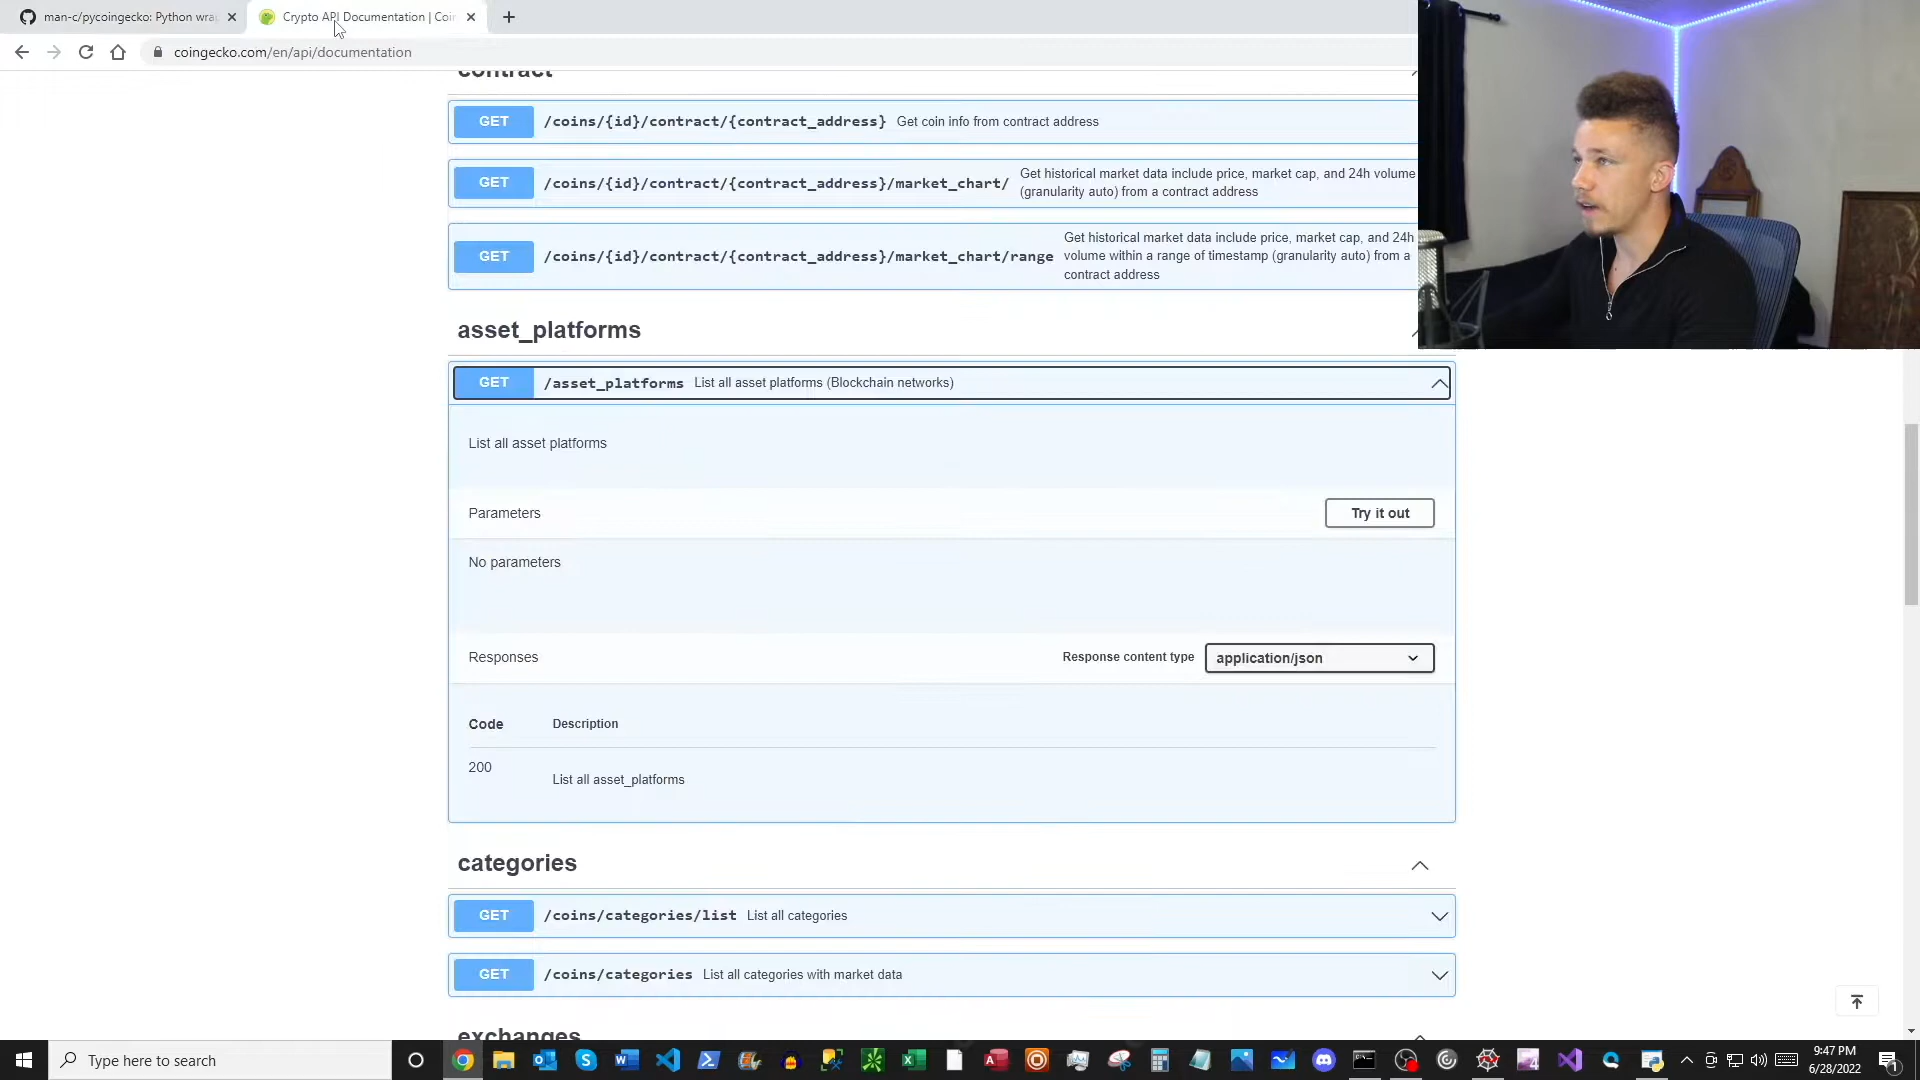 man-c/pycoingecko: Python wra
Crypto API Documentation | Coin
coingecko.com/en/api/documentation
contract
GET /coins/{id}/contract/{contract_address} Get coin info from contract address
GET /coins/{id}/contract/{contract_address}/market_chart/ Get historical market data include price, market cap, and 24h volume
(granularity auto) from a contract address
GET /coins/{id}/contract/{contract_address}/market_chart/range Get historical market data include price, market cap, and 24h
volume within a range of timestamp (granularity auto) from a
contract address
asset_platforms
GET /asset_platforms List all asset platforms (Blockchain networks)
List all asset platforms
Parameters
Try it out
No parameters
Responses
Response content type
application/json
Code Description
200
List all asset_platforms
categories
GET /coins/categories/list List all categories
GET /coins/categories List all categories with market data
exchanges
Type here to search
9:47 PM
6/28/2022